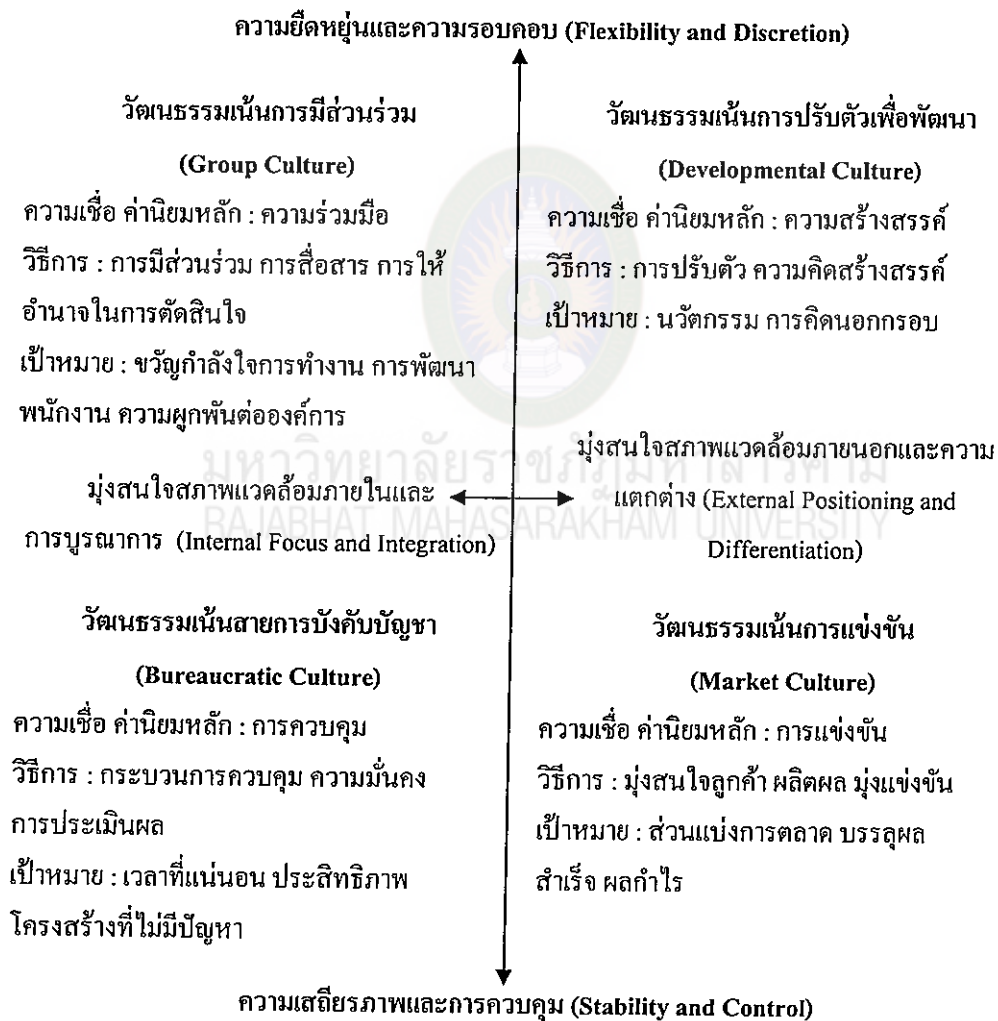 ความยืดหยุ่นและความรอบคอบ (Flexibility and Discretion)
วัฒนธรรมเน้นการมีส่วนร่วม
(Group Culture)
ความเชื่อ ค่านิยมหลัก : ความร่วมมือ
วิธีการ : การมีส่วนร่วม การสื่อสาร การให้
อำนาจในการตัดสินใจ
เป้าหมาย : ขวัญกำลังใจการทำงาน การพัฒนา
พนักงาน ความผูกพันต่อองค์การ
วัฒนธรรมเน้นการปรับตัวเพื่อพัฒนา
(Developmental Culture)
ความเชื่อ ค่านิยมหลัก : ความสร้างสรรค์
วิธีการ : การปรับตัว ความคิดสร้างสรรค์
เป้าหมาย : นวัตกรรม การคิดนอกกรอบ
มุ่งสนใจสภาพแวดล้อมภายในและ
การบูรณาการ (Internal Focus and Integration)
มุ่งสนใจสภาพแวดล้อมภายนอกและความ
แตกต่าง (External Positioning and
Differentiation)
มหาวิทยาลัยราชภัฏมหาสารคาม
RAJABHAT MAHASARAKHAM UNIVERSITY
วัฒนธรรมเน้นสายการบังคับบัญชา
(Bureaucratic Culture)
ความเชื่อ ค่านิยมหลัก : การควบคุม
วิธีการ : กระบวนการควบคุม ความมั่นคง
การประเมินผล
เป้าหมาย : เวลาที่แน่นอน ประสิทธิภาพ
โครงสร้างที่ไม่มีปัญหา
วัฒนธรรมเน้นการแข่งขัน
(Market Culture)
ความเชื่อ ค่านิยมหลัก : การแข่งขัน
วิธีการ : มุ่งสนใจลูกค้า ผลิตผล มุ่งแข่งขัน
เป้าหมาย : ส่วนแบ่งการตลาด บรรลุผล
สำเร็จ ผลกำไร
ความเสถียรภาพและการควบคุม (Stability and Control)